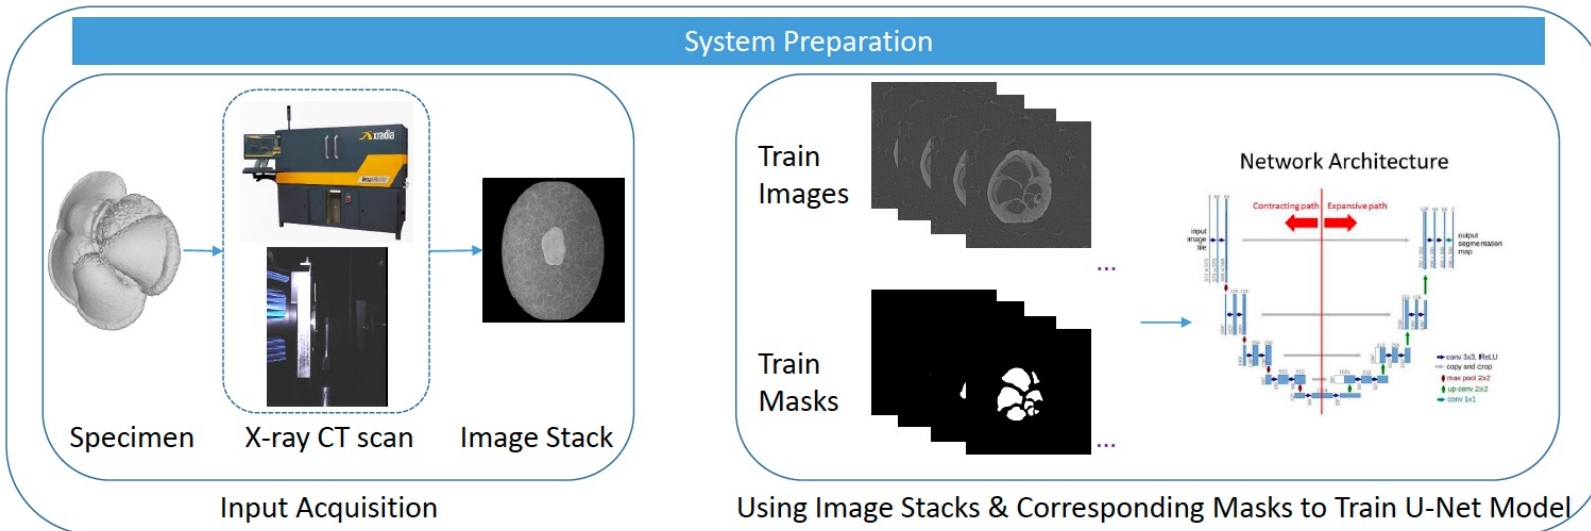 System Preparation
xradia
Specimen
X-ray CT scan
Image Stack
Input Acquisition
Train
Images
...
Train
Masks
...
Network Architecture
Contracting path
Expansive path
input
image
tile
output
segmentation
map
conv 3x3, ReLU
copy and crop
max pool 2x2
up-conv 2x2
conv 1x1
Using Image Stacks & Corresponding Masks to Train U-Net Model